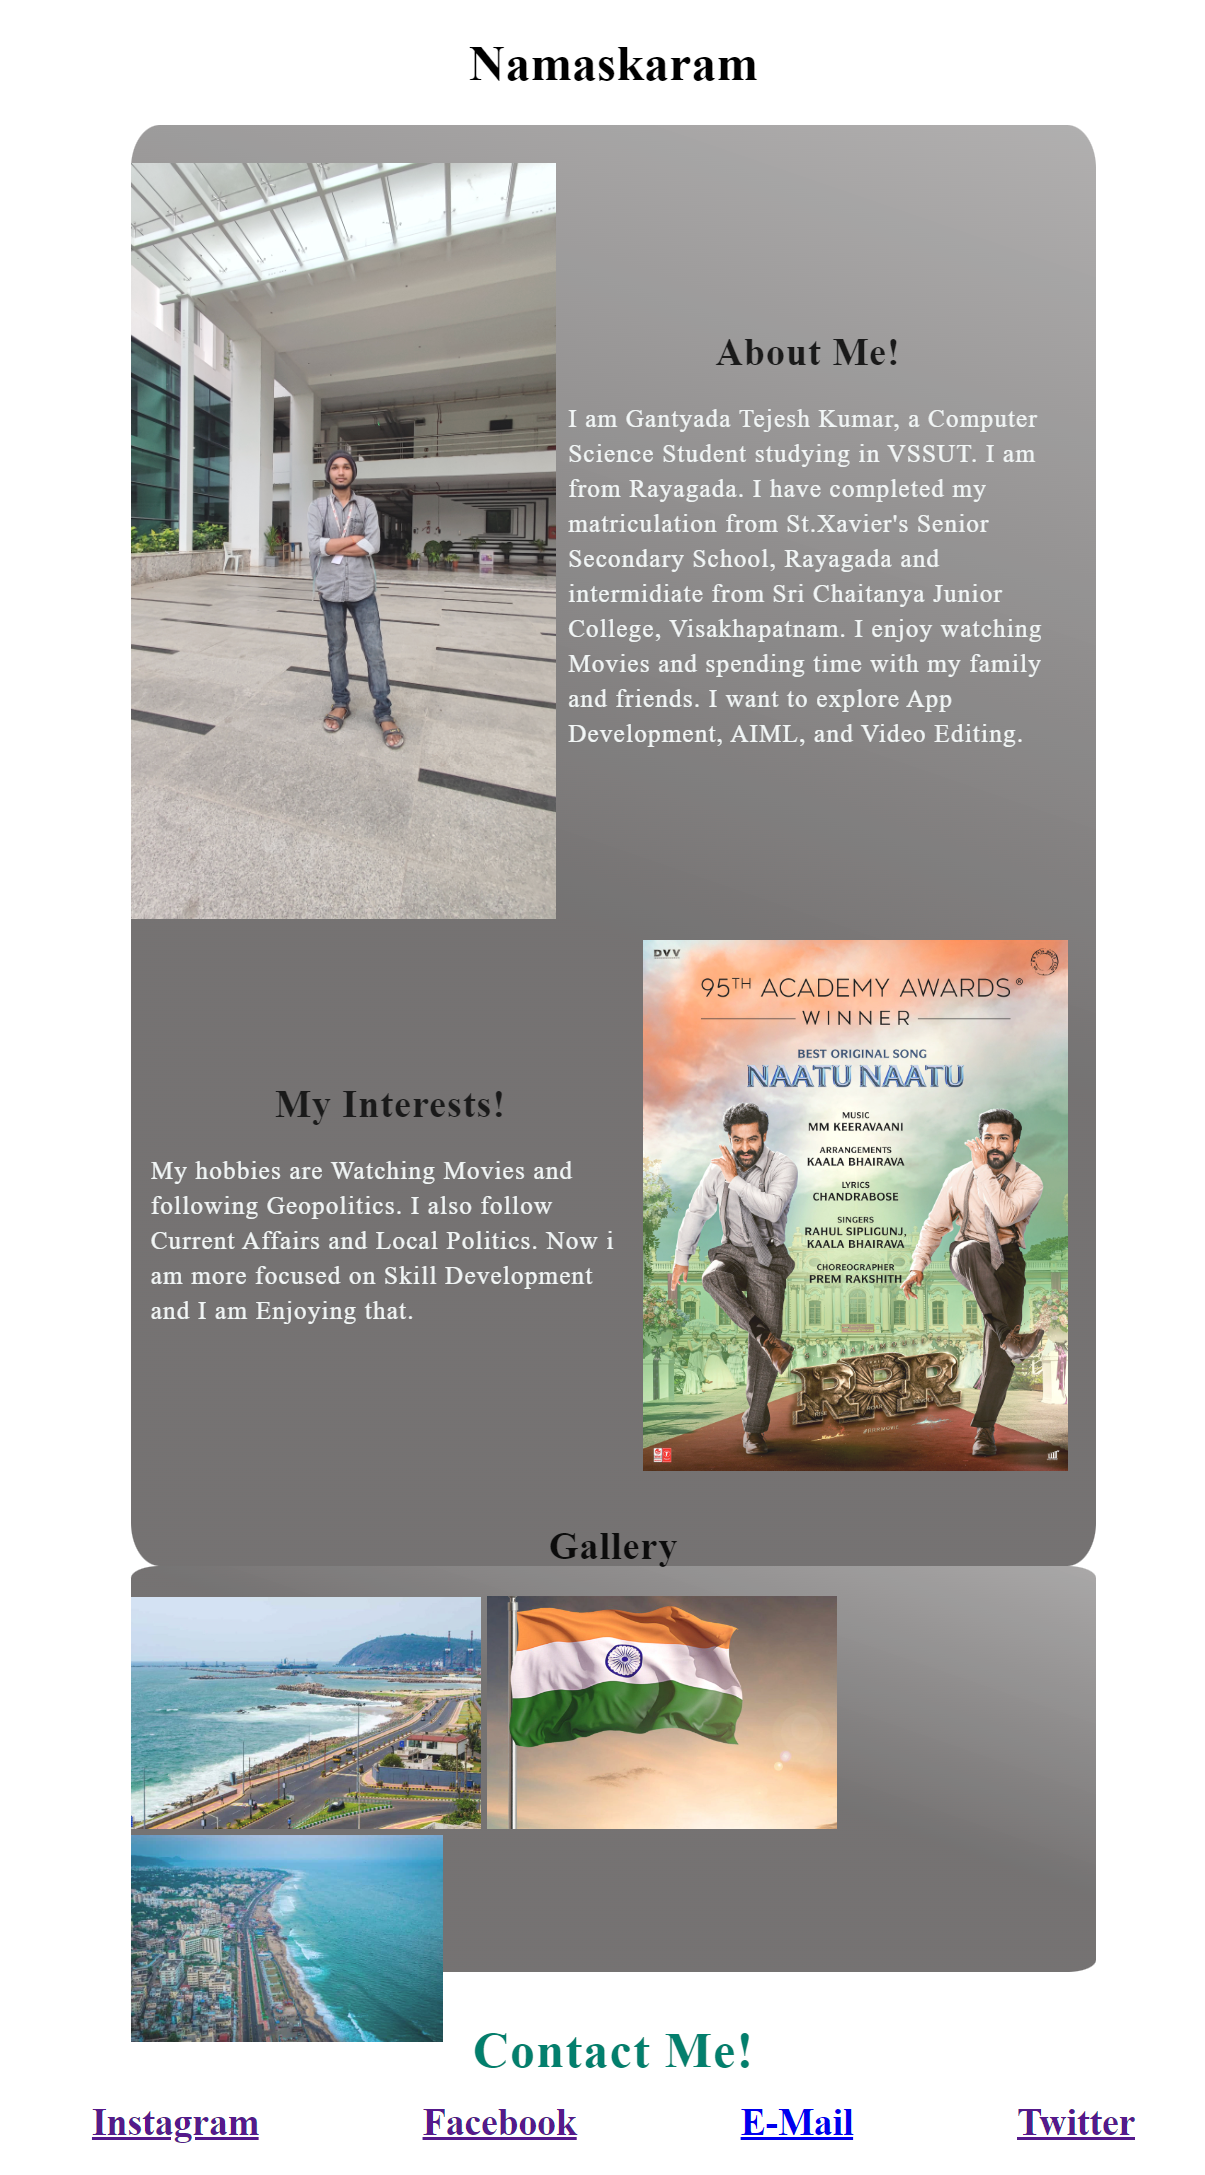 Namaskaram
About Me!
I am Gantyada Tejesh Kumar, a Computer
Science Student studying in VSSUT. I am
from Rayagada. I have completed my
matriculation from St.Xavier's Senior
Secondary School, Rayagada and
intermidiate from Sri Chaitanya Junior
College, Visakhapatnam. I enjoy watching
Movies and spending time with my family
and friends. I want to explore App
Development, AIML, and Video Editing.
My Interests!
My hobbies are Watching Movies and
following Geopolitics. I also follow
Current Affairs and Local Politics. Now i
am more focused on Skill Development
and I am Enjoying that.
DVV
95TH ACADEMY AWARDS®
WINNER
BEST ORIGINAL SONG
NAATU NAATU
MUSIC
MM KEERAVAANI
ARRANGEMENTS
KAALA BHAIRAVA
LYRICS
CHANDRABOSE
SINGERS
RAHUL SIPLIGUNJ,
KAALA BHAIRAVA
CHOREOGRAPHER
PREM RAKSHITH
RRR
Gallery
Contact Me!
Instagram
Facebook
E-Mail
Twitter